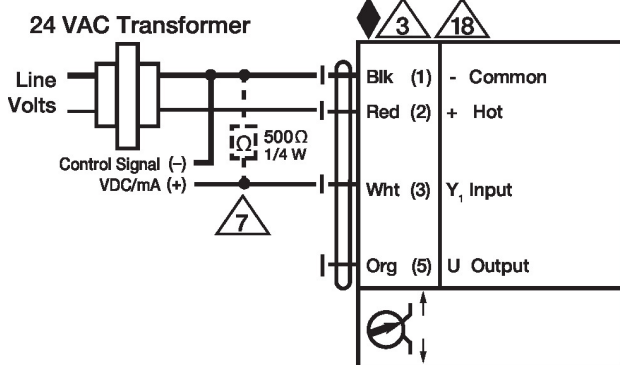 24 VAC Transformer
3
18
Line
Volts
Blk (1) - Common
Red (2) + Hot
Ω
500Ω
1/4 W
Control Signal (–)
VDC/mA (+)
Wht (3) Y₁ Input
7
Org (5) U Output